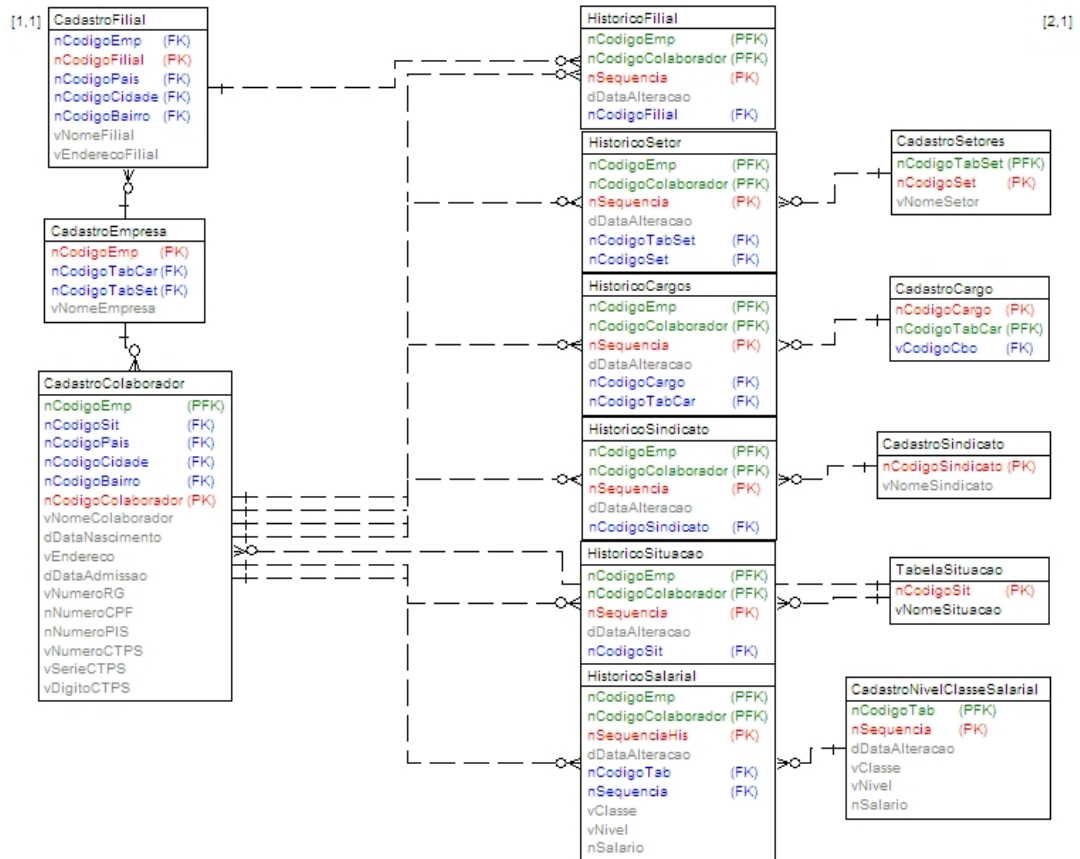 [1,1]
[2,1]
CadastroFilial
nCodigoEmp (FK)
nCodigoFilial (PK)
nCodigoPais (FK)
nCodigoCidade (FK)
nCodigoBairro (FK)
vNomeFilial
vEnderecoFilial
CadastroEmpresa
nCodigoEmp (PK)
nCodigoTabCar (FK)
nCodigoTabSet (FK)
vNomeEmpresa
CadastroColaborador
nCodigoEmp (PFK)
nCodigoSit (FK)
nCodigoPais (FK)
nCodigoCidade (FK)
nCodigoBairro (FK)
nCodigoColaborador (PK)
vNomeColaborador
dDataNascimento
vEndereco
dDataAdmissao
vNumeroRG
nNumeroCPF
nNumeroPIS
vNumeroCTPS
vSerieCTPS
vDigitoCTPS
HistoricoFilial
nCodigoEmp (PFK)
nCodigoColaborador (PFK)
nSequencia (PK)
dDataAlteracao
nCodigoFilial (FK)
HistoricoSetor
nCodigoEmp (PFK)
nCodigoColaborador (PFK)
nSequencia (PK)
dDataAlteracao
nCodigoTabSet (FK)
nCodigoSet (FK)
HistoricoCargos
nCodigoEmp (PFK)
nCodigoColaborador (PFK)
nSequencia (PK)
dDataAlteracao
nCodigoCargo (FK)
nCodigoTabCar (FK)
HistoricoSindicato
nCodigoEmp (PFK)
nCodigoColaborador (PFK)
nSequencia (PK)
dDataAlteracao
nCodigoSindicato (FK)
HistoricoSituacao
nCodigoEmp (PFK)
nCodigoColaborador (PFK)
nSequencia (PK)
dDataAlteracao
nCodigoSit (FK)
HistoricoSalarial
nCodigoEmp (PFK)
nCodigoColaborador (PFK)
nSequenciaHis (PK)
dDataAlteracao
nCodigoTab (FK)
nSequencia (FK)
vClasse
vNivel
nSalario
CadastroSetores
nCodigoTabSet (PFK)
nCodigoSet (PK)
vNomeSetor
CadastroCargo
nCodigoCargo (PK)
nCodigoTabCar (PFK)
vCodigoCbo (FK)
CadastroSindicato
nCodigoSindicato (PK)
vNomeSindicato
TabelaSituacao
nCodigoSit (PK)
vNomeSituacao
CadastroNivelClasseSalarial
nCodigoTab (PFK)
nSequencia (PK)
dDataAlteracao
vClasse
vNivel
nSalario